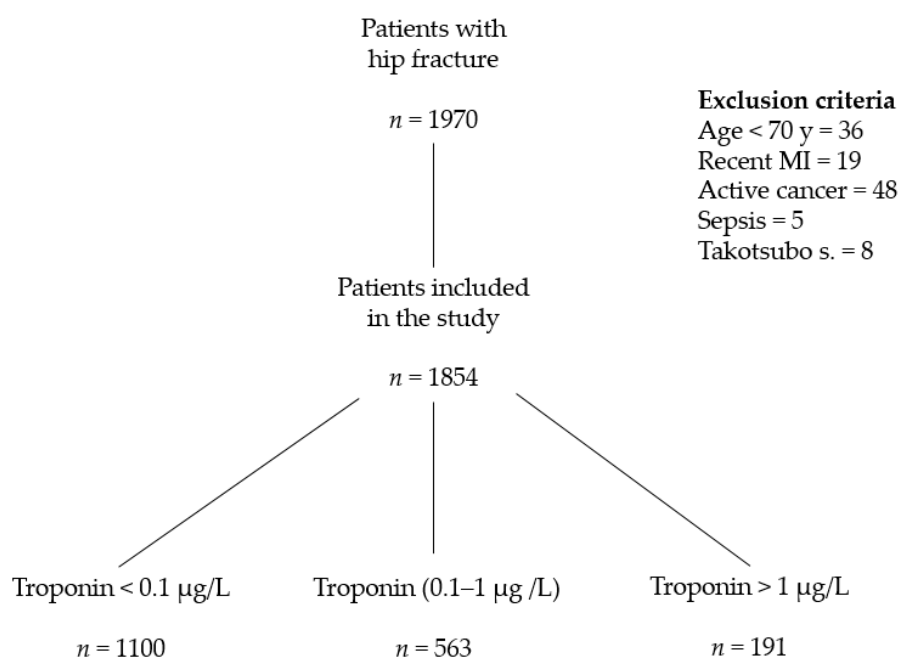 Patients with
hip fracture
n = 1970
Exclusion criteria
Age < 70 y = 36
Recent MI = 19
Active cancer = 48
Sepsis = 5
Takotsubo s. = 8
Patients included
in the study
n = 1854
Troponin < 0.1 µg/L
n = 1100
Troponin (0.1–1 µg /L)
n = 563
Troponin > 1 µg/L
n = 191